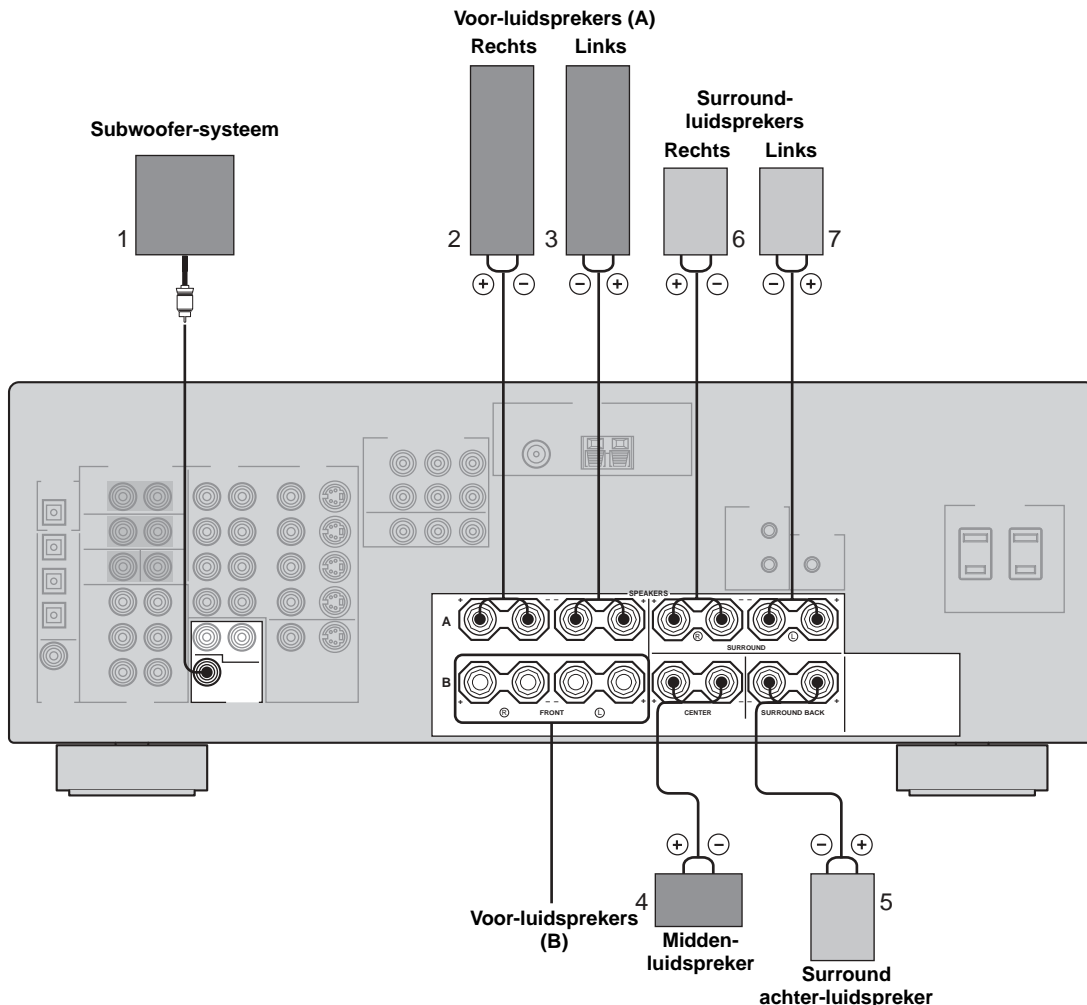 Voor-luidsprekers (A)
Rechts Links
Surround-
luidsprekers
Rechts Links
Subwoofer-systeem
1 2 3 6 7
+ - - + + - - +
SPEAKERS
+ - - + + - - +
A
R L
SURROUND
B
+ - - + + - - +
R FRONT L CENTER SURROUND BACK
+ - - +
4 5
Voor-luidsprekers
(B)
Midden-
luidspreker
Surround
achter-luidspreker